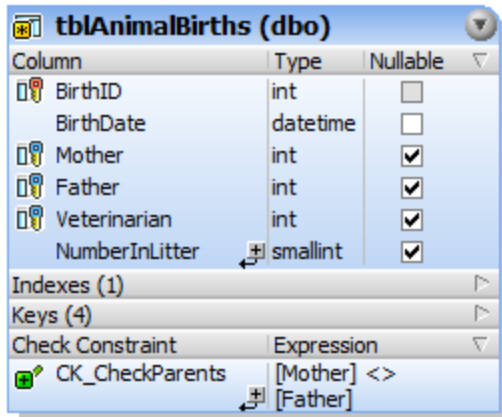 tblAnimalBirths (dbo)
Column Type Nullable
BirthID int
BirthDate datetime
Mother int
Father int
Veterinarian int
NumberInLitter smallint
Indexes (1)
Keys (4)
Check Constraint Expression
CK_CheckParents [Mother] <>
[Father]